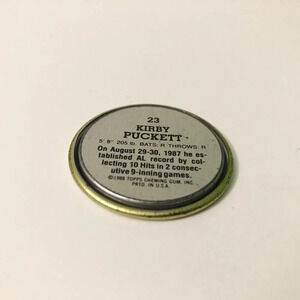 23
KIRBY
PUCKETT
5' 8" 205 lb. BATS: R THROWS: R
On August 29-30, 1987 he es-
tablished AL record by col-
lecting 10 Hits in 2 consec-
utive 9-inning games.
©1988 TOPPS CHEWING GUM, INC.
PRTD. IN U.S.A.